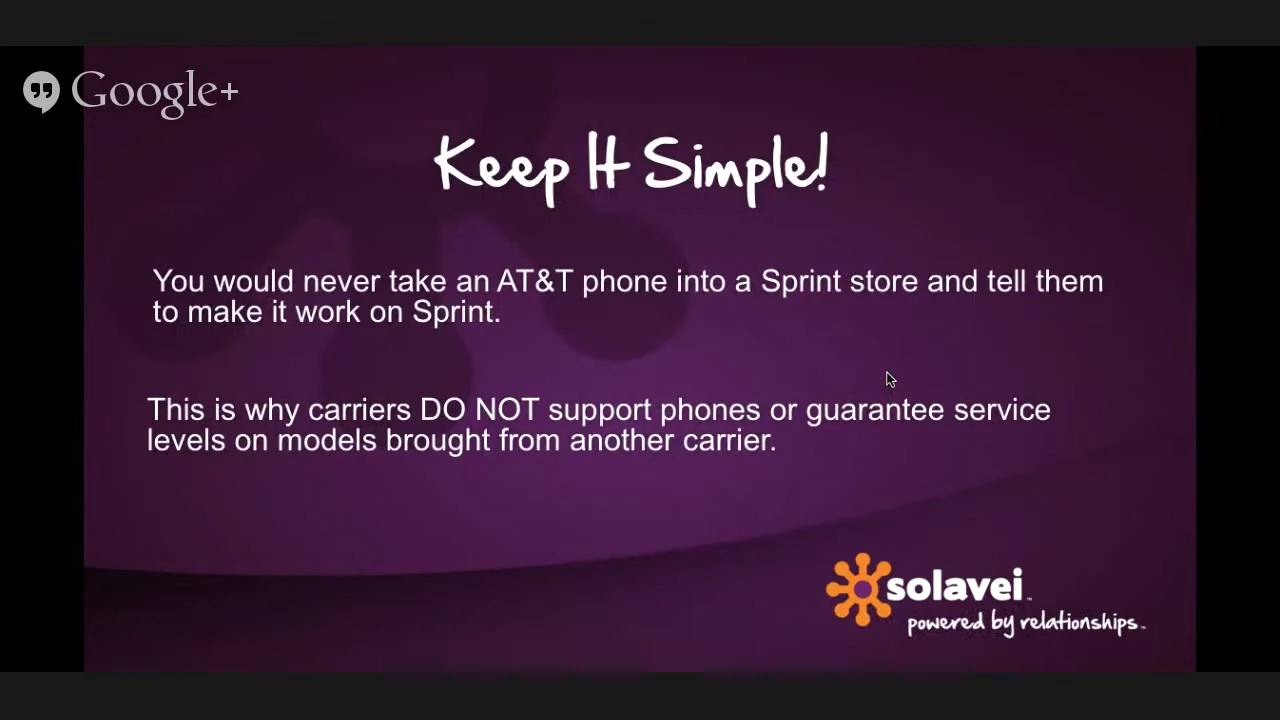 Google+
Keep It Simple!
You would never take an AT&T phone into a Sprint store and tell them
to make it work on Sprint.
This is why carriers DO NOT support phones or guarantee service
levels on models brought from another carrier.
solavei
powered by relationships